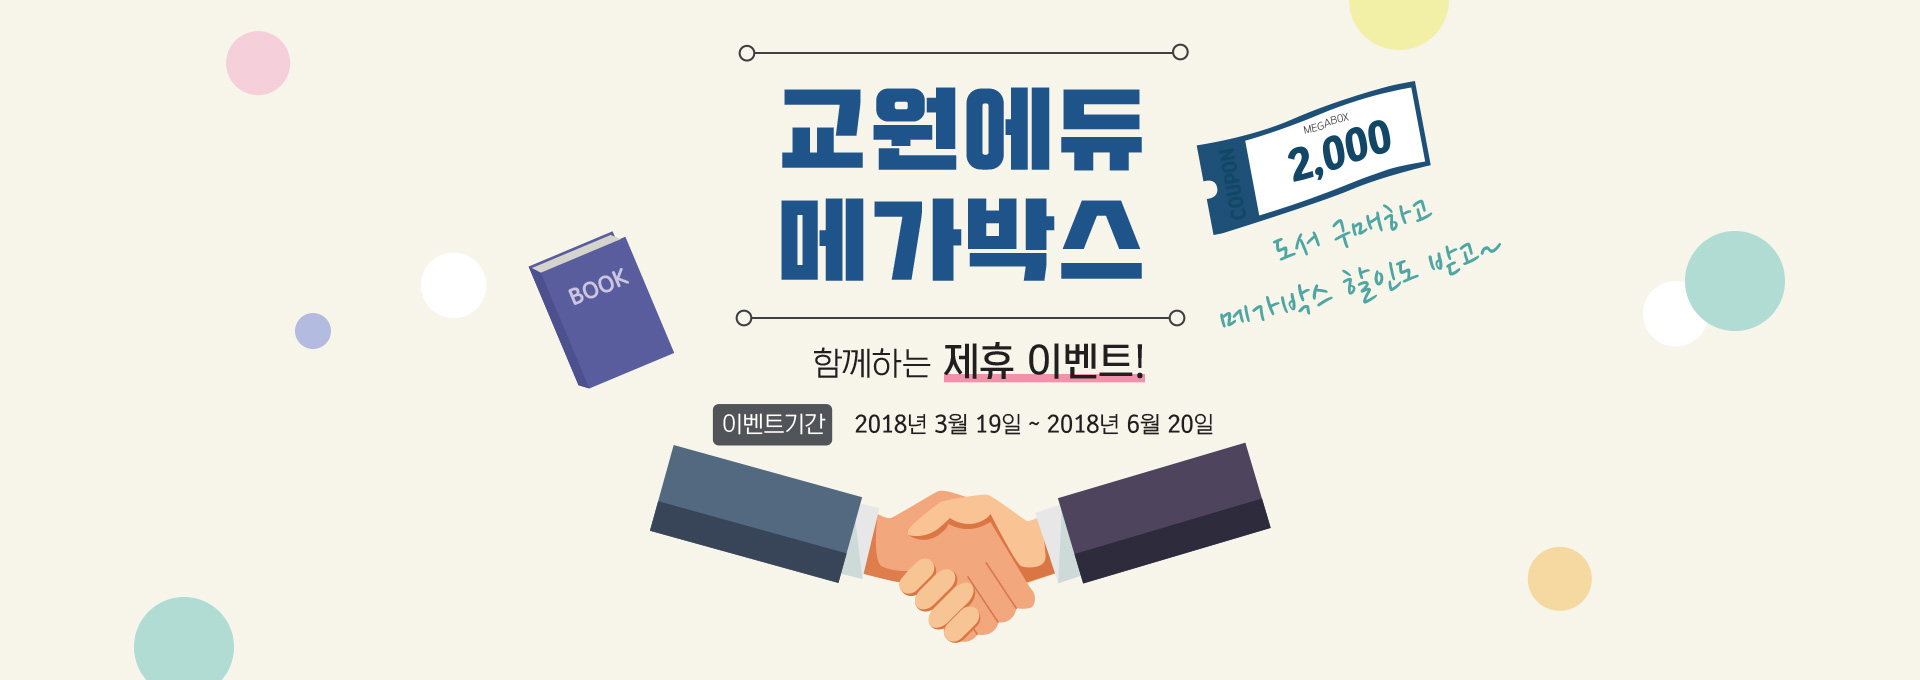 교원에듀
메가박스
함께하는 제휴 이벤트!
이벤트기간 2018년 3월 19일 ~ 2018년 6월 20일
BOOK
COUPON
MEGABOX
2,000
도서 구매하고
메가박스 할인도 받고~